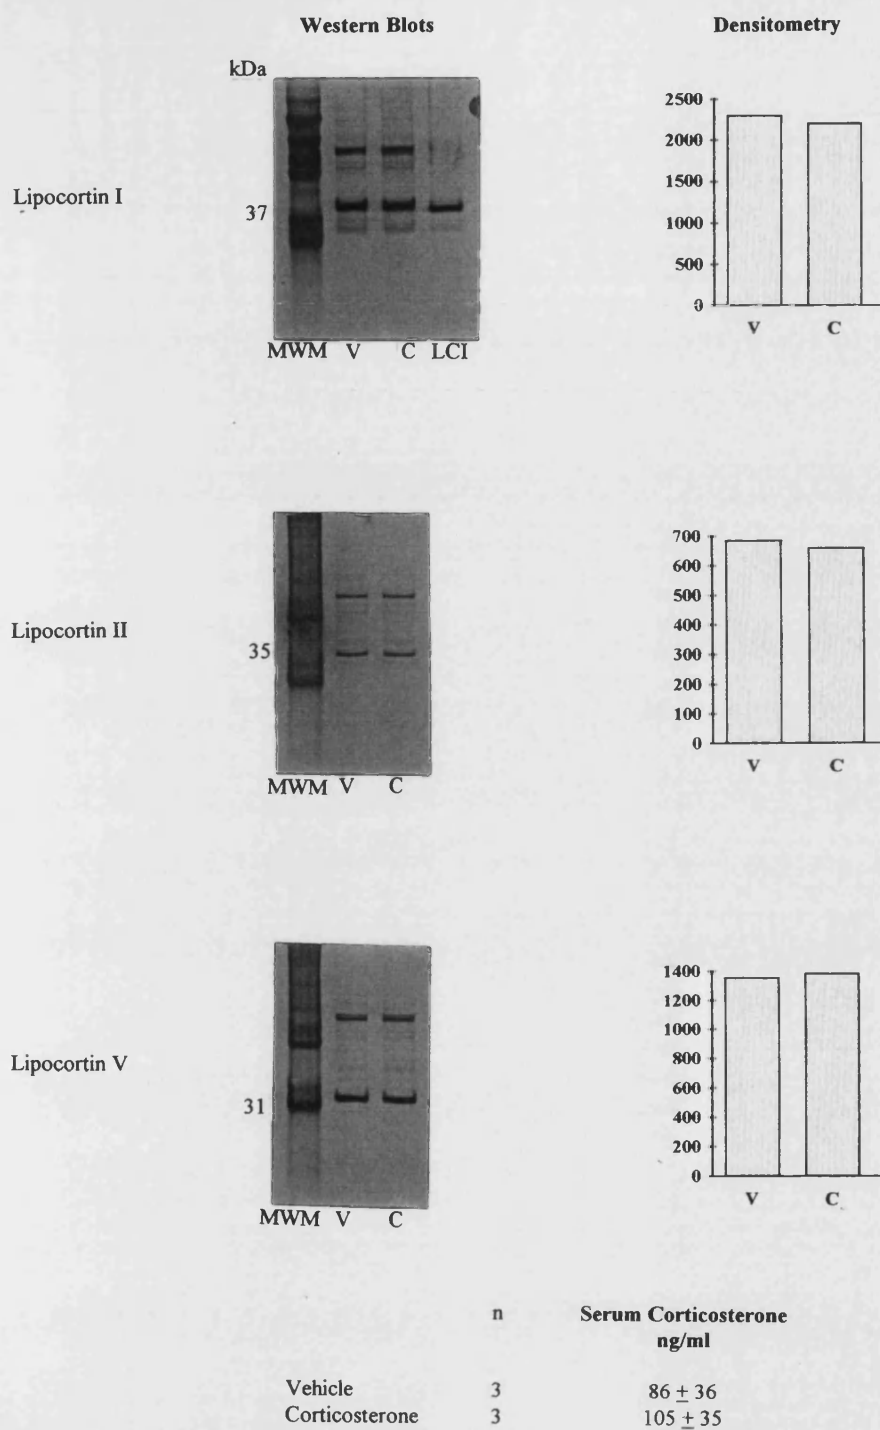 Western Blots
Densitometry
kDa
Lipocortin I
37
MWM V C LCI
2500
2000
1500
1000
500
0
V C
Lipocortin II
35
MWM V C
700
600
500
400
300
200
100
0
V C
Lipocortin V
31
MWM V C
1400
1200
1000
800
600
400
200
0
V C
n Serum Corticosterone
ng/ml
Vehicle 3 86 ± 36
Corticosterone 3 105 ± 35